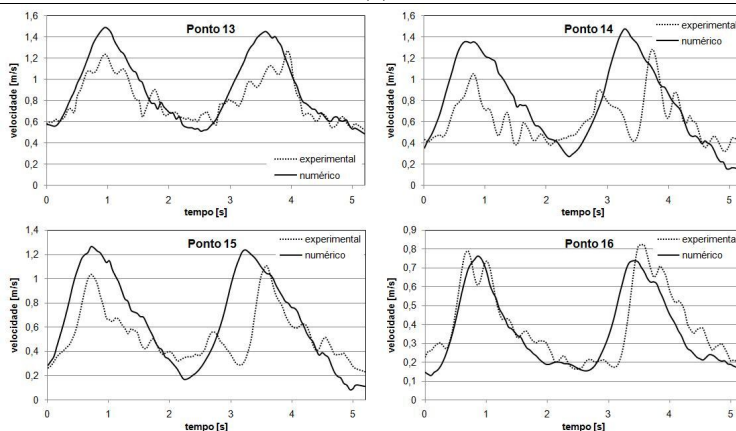 Ponto 13
velocidade [m/s]
1,6
1,4
1,2
1
0,8
0,6
0,4
0,2
0
experimental
numérico
0 1 2 3 4 5
tempo [s]
Ponto 14
experimental
numérico
velocidade [m/s]
1,6
1,4
1,2
1
0,8
0,6
0,4
0,2
0
0 1 2 3 4 5
tempo [s]
Ponto 15
experimental
numérico
velocidade [m/s]
1,4
1,2
1
0,8
0,6
0,4
0,2
0
0 1 2 3 4 5
tempo [s]
Ponto 16
experimental
numérico
velocidade [m/s]
0,9
0,8
0,7
0,6
0,5
0,4
0,3
0,2
0,1
0
0 1 2 3 4 5
tempo [s]